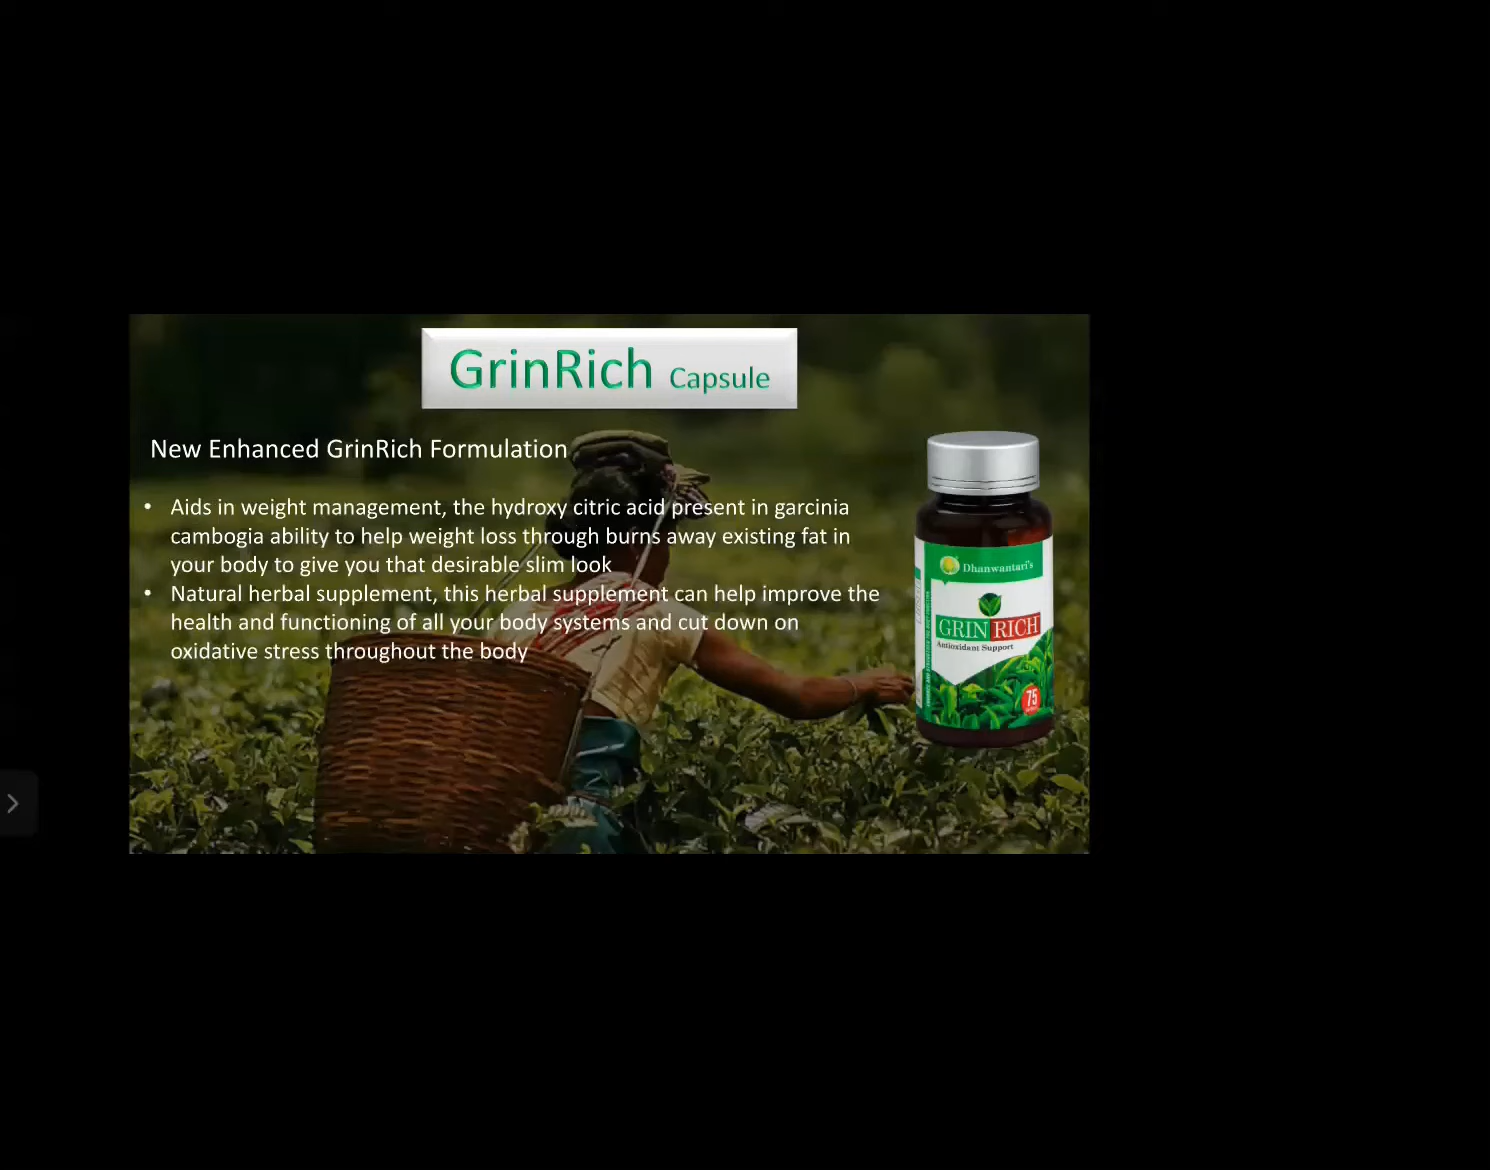 GrinRich Capsule
New Enhanced GrinRich Formulation
• Aids in weight management, the hydroxy citric acid present in garcinia
cambogia ability to help weight loss through burns away existing fat in
your body to give you that desirable slim look
• Natural herbal supplement, this herbal supplement can help improve the
health and functioning of all your body systems and cut down on
oxidative stress throughout the body
Dhanwantari's
GRIN RICH
Antioxidant Support
75